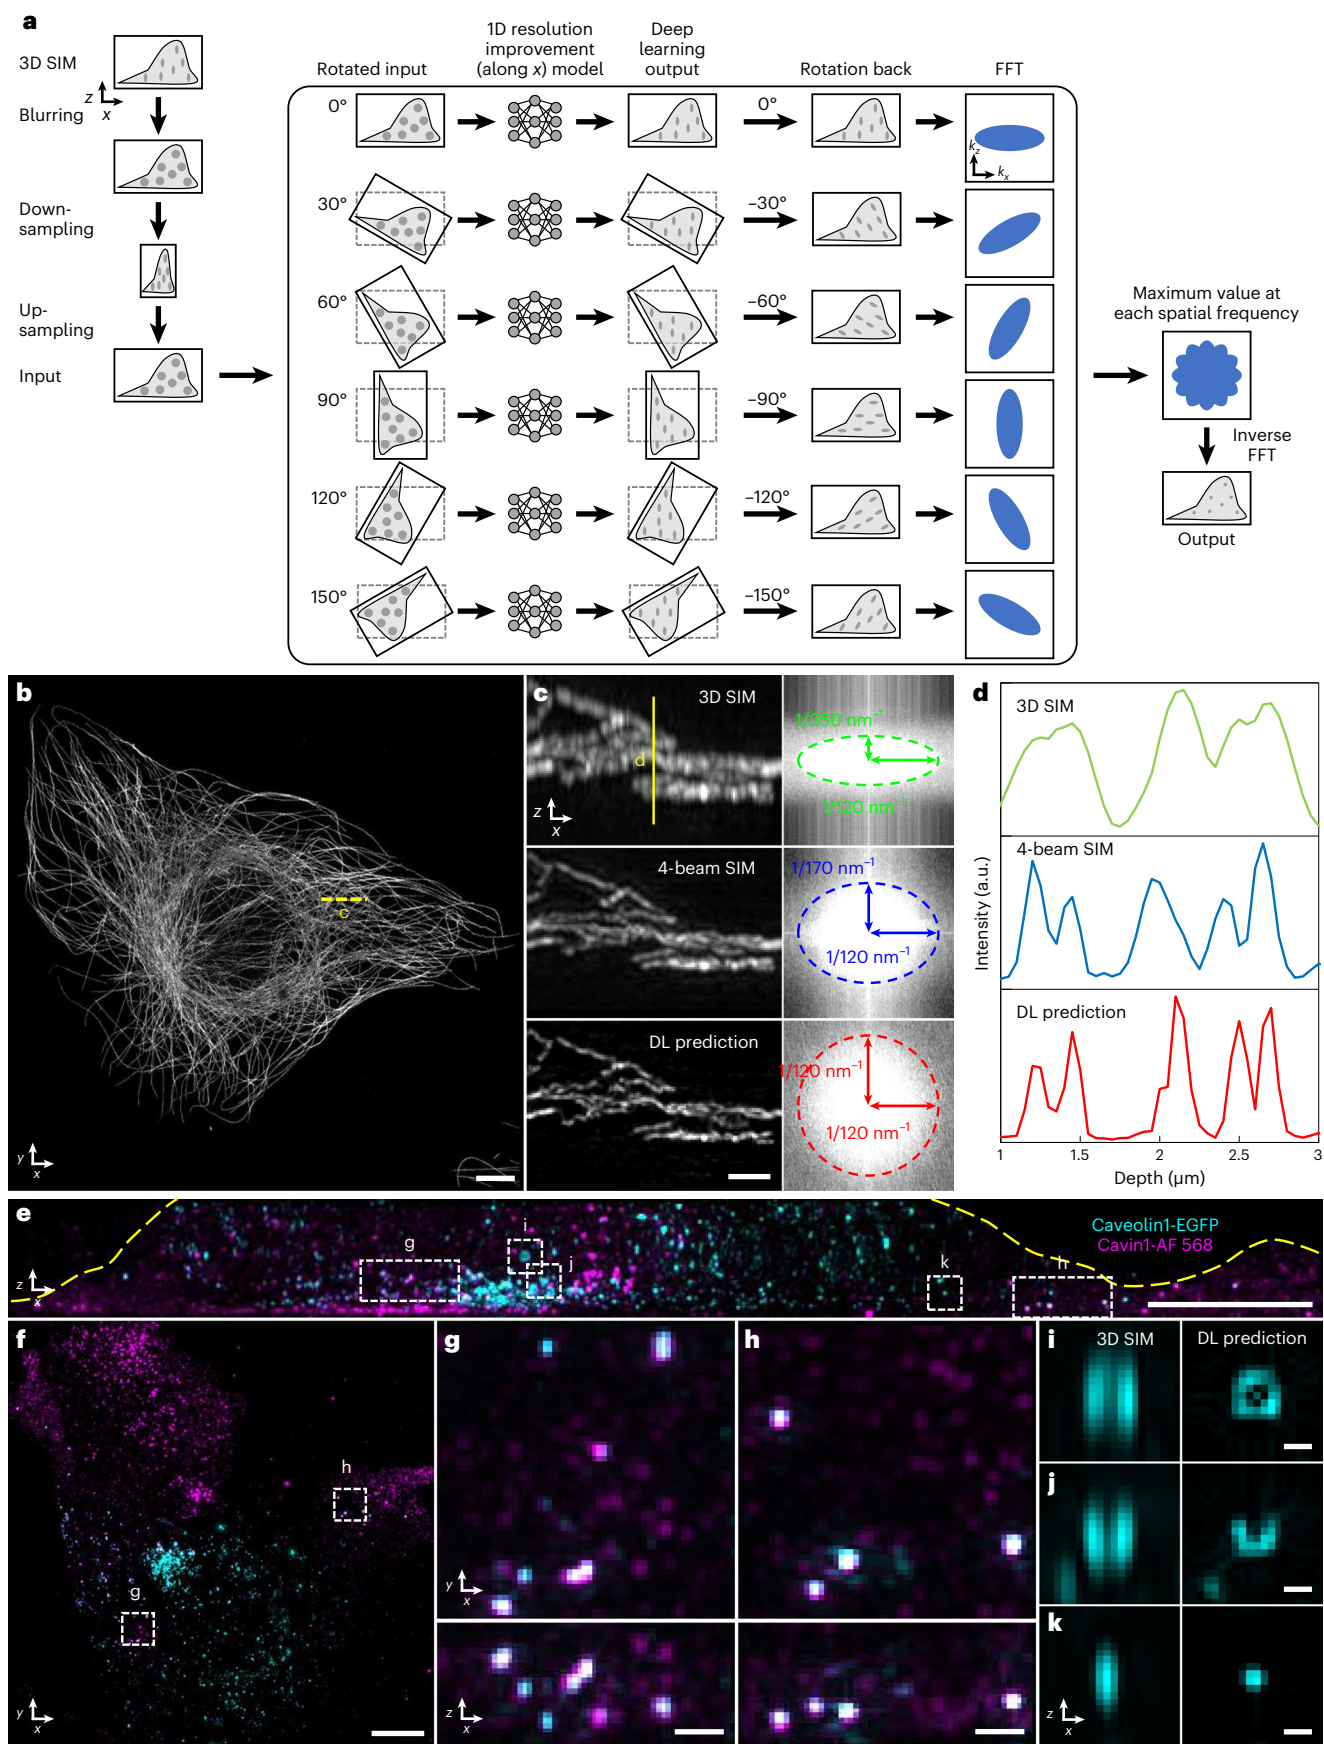 a
3D SIM
z
x
Blurring
Down-
sampling
Up-
sampling
Input
Rotated input
1D resolution
improvement
(along x) model
Deep
learning
output
Rotation back
FFT
0°
0°
kz
kx
30°
–30°
60°
–60°
90°
–90°
120°
–120°
150°
–150°
Maximum value at
each spatial frequency
Inverse
FFT
Output
b
c
y
x
c
3D SIM
d
z
x
1/350 nm⁻¹
1/120 nm⁻¹
4-beam SIM
1/170 nm⁻¹
1/120 nm⁻¹
DL prediction
1/120 nm⁻¹
1/120 nm⁻¹
d
3D SIM
4-beam SIM
DL prediction
Intensity (a.u.)
1
1.5
2
2.5
3
Depth (µm)
e
g
i
j
k
h
Caveolin1-EGFP
Cavin1-AF 568
z
x
f
h
g
y
x
g
y
x
z
x
h
i
3D SIM
DL prediction
j
k
z
x